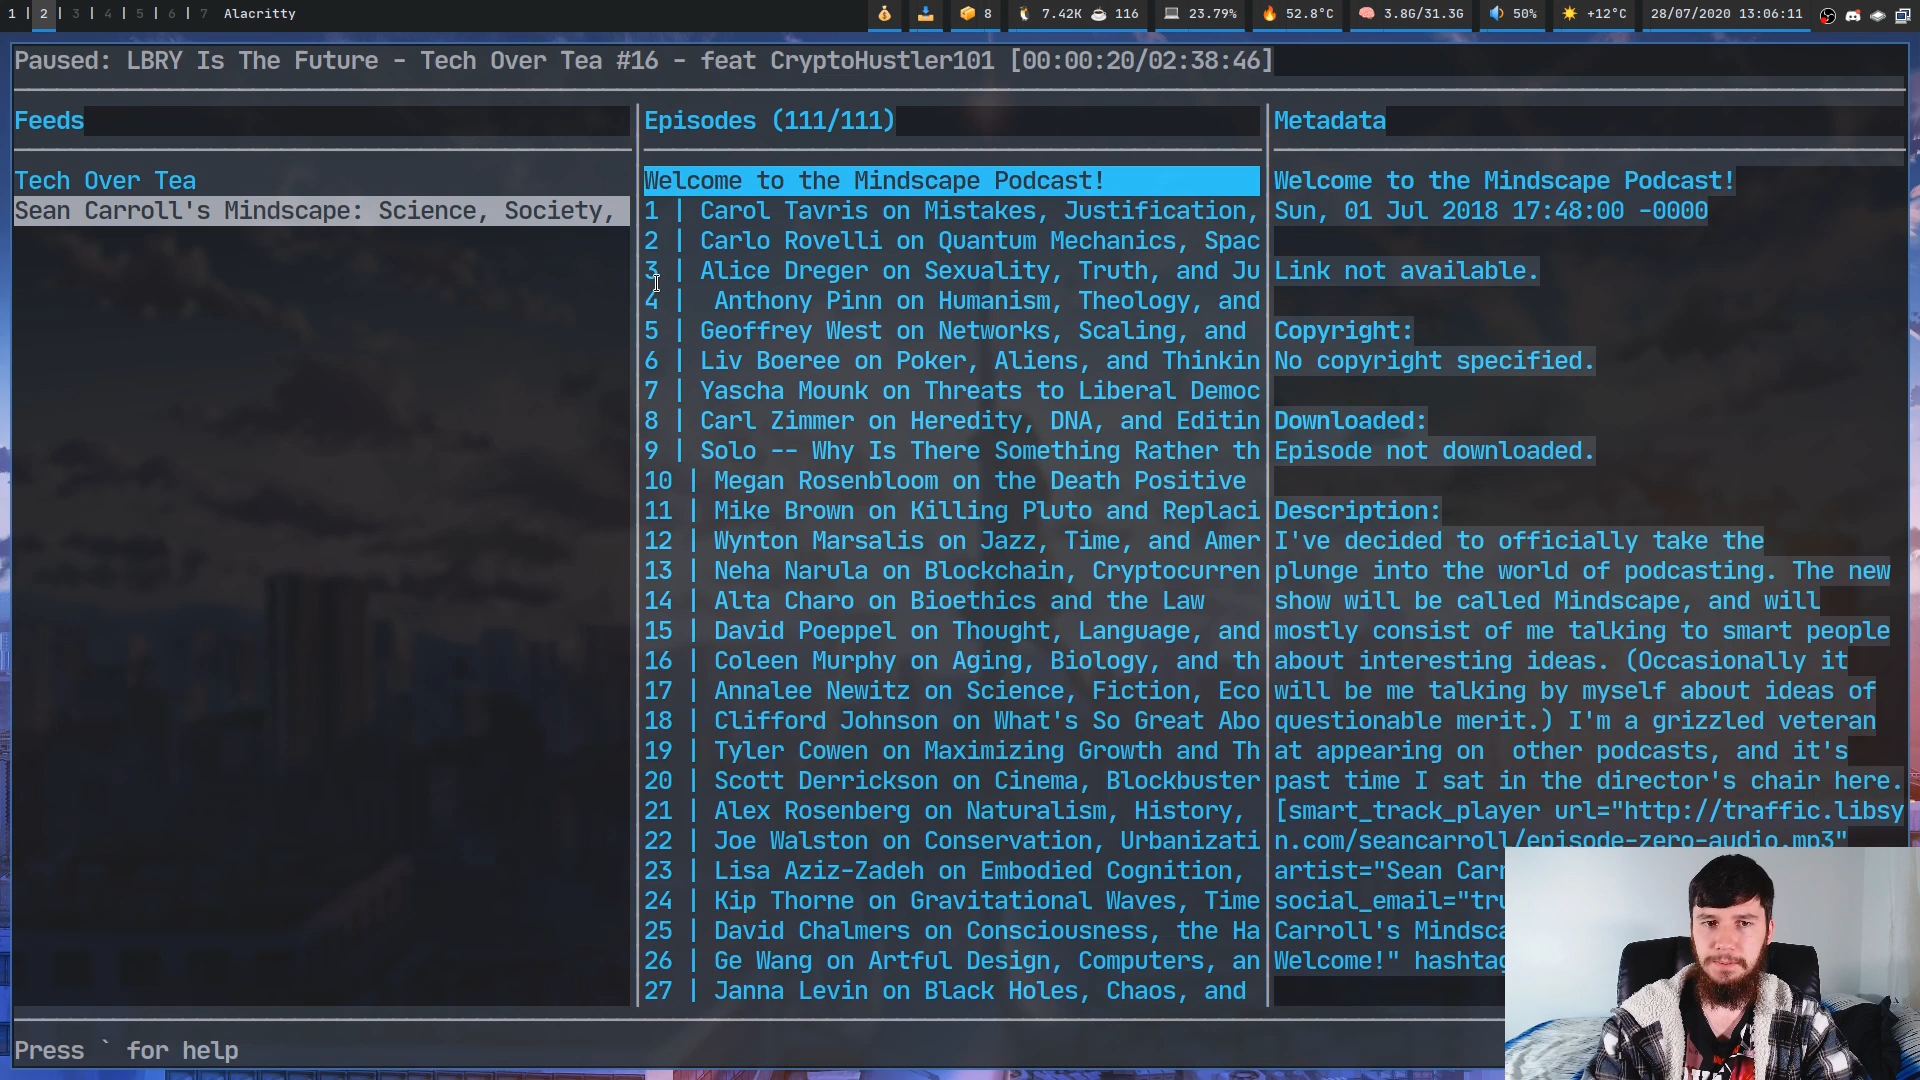 1 | 2 | 3 | 4 | 5 | 6 | 7 Alacritty 8 7.42K 116 23.79% 52.8°C 3.8G/31.3G 50% +12°C 28/07/2020 13:06:11
Paused: LBRY Is The Future - Tech Over Tea #16 - feat CryptoHustler101 [00:00:20/02:38:46]
Feeds
Tech Over Tea
Sean Carroll's Mindscape: Science, Society,
Episodes (111/111)
Welcome to the Mindscape Podcast!
1 | Carol Tavris on Mistakes, Justification,
2 | Carlo Rovelli on Quantum Mechanics, Spac
3 | Alice Dreger on Sexuality, Truth, and Ju
4 | Anthony Pinn on Humanism, Theology, and
5 | Geoffrey West on Networks, Scaling, and
6 | Liv Boeree on Poker, Aliens, and Thinkin
7 | Yascha Mounk on Threats to Liberal Democ
8 | Carl Zimmer on Heredity, DNA, and Editin
9 | Solo -- Why Is There Something Rather th
10 | Megan Rosenbloom on the Death Positive
11 | Mike Brown on Killing Pluto and Replaci
12 | Wynton Marsalis on Jazz, Time, and Amer
13 | Neha Narula on Blockchain, Cryptocurren
14 | Alta Charo on Bioethics and the Law
15 | David Poeppel on Thought, Language, and
16 | Coleen Murphy on Aging, Biology, and th
17 | Annalee Newitz on Science, Fiction, Eco
18 | Clifford Johnson on What's So Great Abo
19 | Tyler Cowen on Maximizing Growth and Th
20 | Scott Derrickson on Cinema, Blockbuster
21 | Alex Rosenberg on Naturalism, History,
22 | Joe Walston on Conservation, Urbanizati
23 | Lisa Aziz-Zadeh on Embodied Cognition,
24 | Kip Thorne on Gravitational Waves, Time
25 | David Chalmers on Consciousness, the Ha
26 | Ge Wang on Artful Design, Computers, an
27 | Janna Levin on Black Holes, Chaos, and
Metadata
Welcome to the Mindscape Podcast!
Sun, 01 Jul 2018 17:48:00 -0000
Link not available.
Copyright:
No copyright specified.
Downloaded:
Episode not downloaded.
Description:
I've decided to officially take the
plunge into the world of podcasting. The new
show will be called Mindscape, and will
mostly consist of me talking to smart people
about interesting ideas. (Occasionally it
will be me talking by myself about ideas of
questionable merit.) I'm a grizzled veteran
at appearing on other podcasts, and it's
past time I sat in the director's chair here.
[smart_track_player url="http://traffic.libsy
n.com/seancarroll/episode-zero-audio.mp3"
artist="Sean Carr
social_email="tru
Carroll's Mindsca
Welcome!" hashtag
Press ` for help